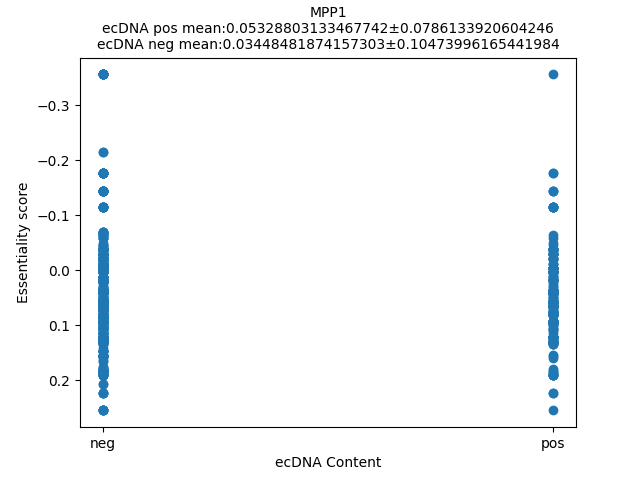 MPP1
ecDNA pos mean:0.05328803133467742±0.0786133920604246
ecDNA neg mean:0.03448481874157303±0.10473996165441984
−0.3
−0.2
−0.1
0.0
0.1
0.2
Essentiality score
neg
pos
ecDNA Content